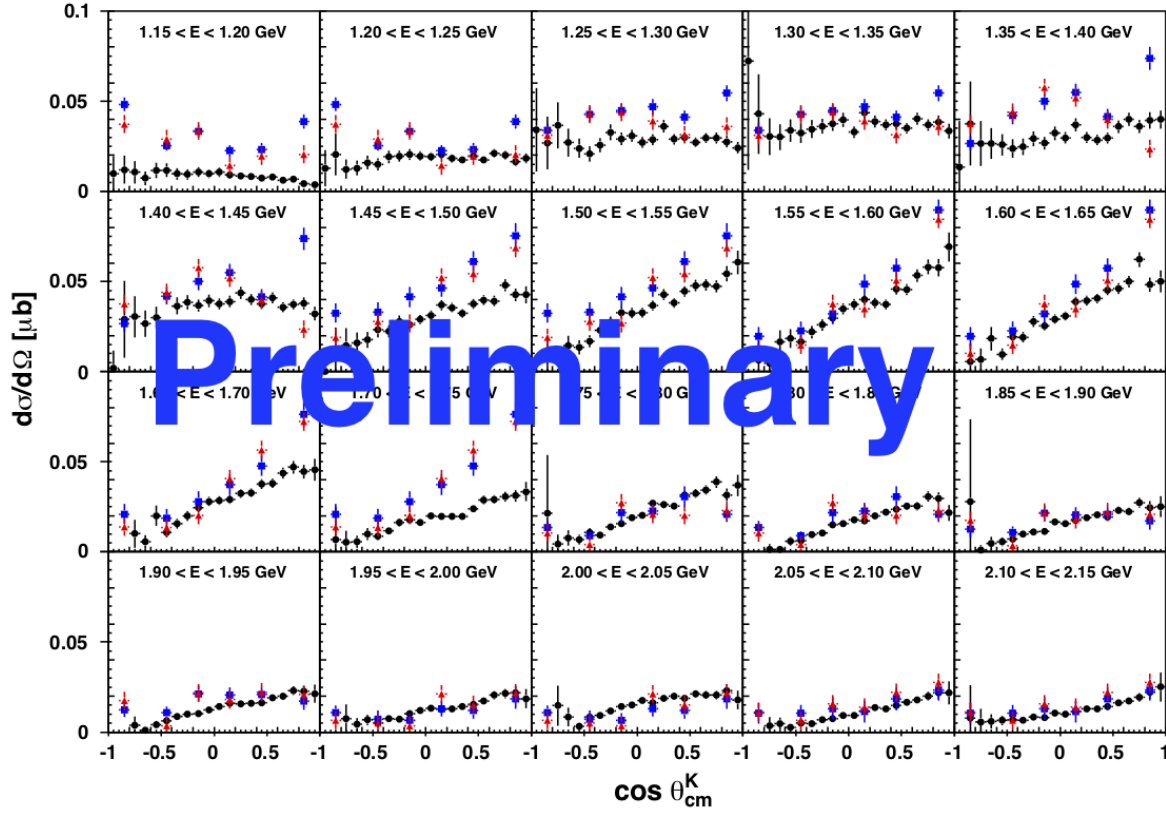 0.1
1.15 < E < 1.20 GeV 1.20 < E < 1.25 GeV 1.25 < E < 1.30 GeV 1.30 < E < 1.35 GeV 1.35 < E < 1.40 GeV
0.05
0
1.40 < E < 1.45 GeV 1.45 < E < 1.50 GeV 1.50 < E < 1.55 GeV 1.55 < E < 1.60 GeV 1.60 < E < 1.65 GeV
0.05
dσ/dΩ [μb]
0
Preliminary
< 1.70 GeV 1.85 < E < 1.90 GeV
0.05
0
1.90 < E < 1.95 GeV 1.95 < E < 2.00 GeV 2.00 < E < 2.05 GeV 2.05 < E < 2.10 GeV 2.10 < E < 2.15 GeV
0.05
0
-1 -0.5 0 0.5 -1 -0.5 0 0.5 -1 -0.5 0 0.5 -1 -0.5 0 0.5 -1 -0.5 0 0.5 1
cos θ_cm^K